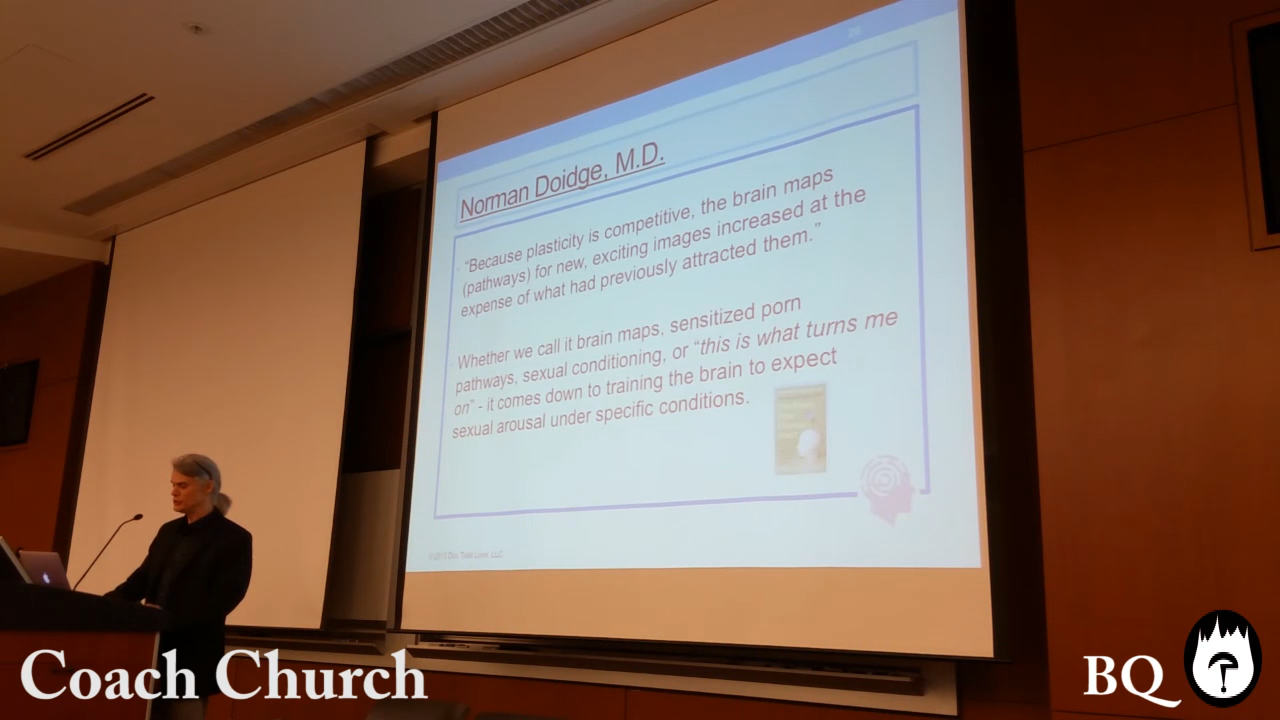 Norman Doidge, M.D.
"Because plasticity is competitive, the brain maps
(pathways) for new, exciting images increased at the
expense of what had previously attracted them."
Whether we call it brain maps, sensitized porn
pathways, sexual conditioning, or "this is what turns me
on" - it comes down to training the brain to expect
sexual arousal under specific conditions.
Coach Church
BQ